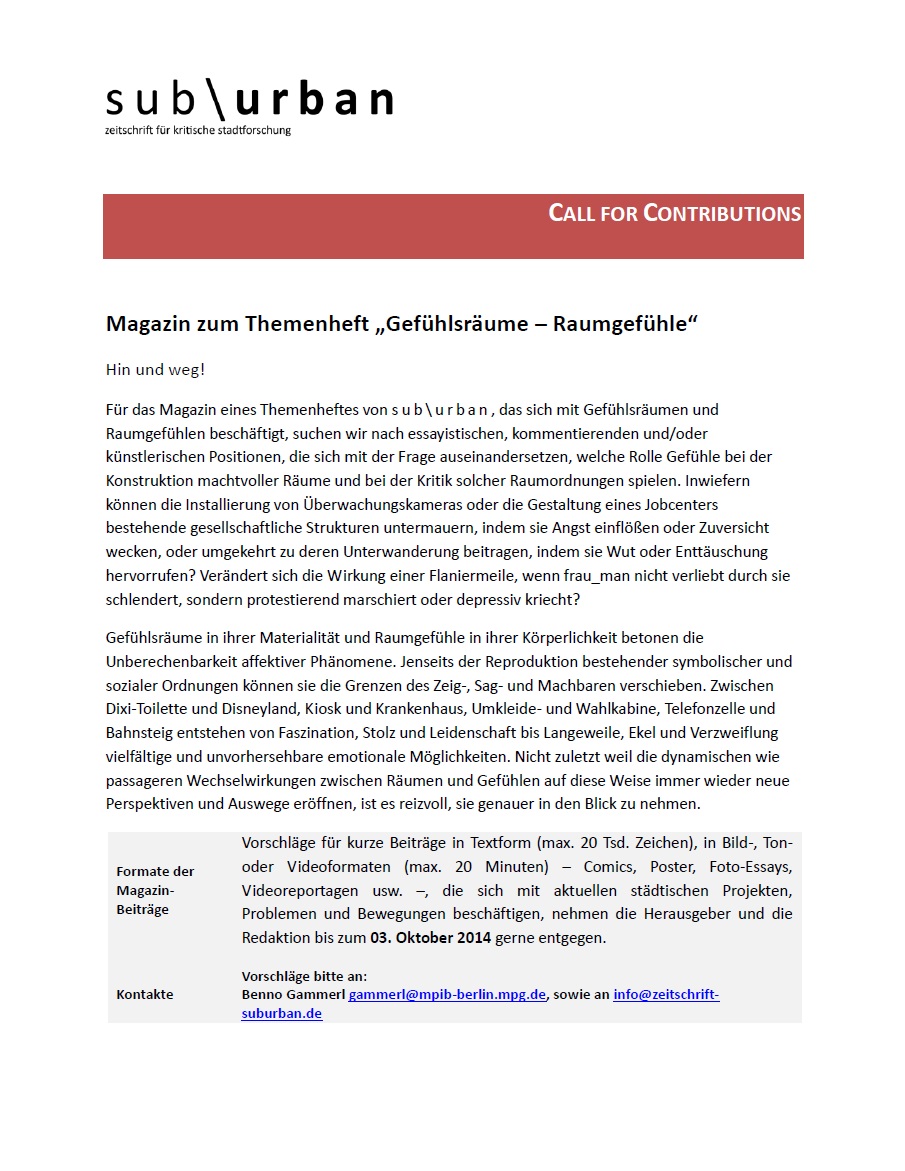 sub\urban
zeitschrift für kritische stadtforschung
CALL FOR CONTRIBUTIONS
Magazin zum Themenheft „Gefühlsräume – Raumgefühle“
Hin und weg!
Für das Magazin eines Themenheftes von s u b \ u r b a n , das sich mit Gefühlsräumen und
Raumgefühlen beschäftigt, suchen wir nach essayistischen, kommentierenden und/oder
künstlerischen Positionen, die sich mit der Frage auseinandersetzen, welche Rolle Gefühle bei der
Konstruktion machtvoller Räume und bei der Kritik solcher Raumordnungen spielen. Inwiefern
können die Installierung von Überwachungskameras oder die Gestaltung eines Jobcenters
bestehende gesellschaftliche Strukturen untermauern, indem sie Angst einflößen oder Zuversicht
wecken, oder umgekehrt zu deren Unterwanderung beitragen, indem sie Wut oder Enttäuschung
hervorrufen? Verändert sich die Wirkung einer Flaniermeile, wenn frau_man nicht verliebt durch sie
schlendert, sondern protestierend marschiert oder depressiv kriecht?
Gefühlsräume in ihrer Materialität und Raumgefühle in ihrer Körperlichkeit betonen die
Unberechenbarkeit affektiver Phänomene. Jenseits der Reproduktion bestehender symbolischer und
sozialer Ordnungen können sie die Grenzen des Zeig-, Sag- und Machbaren verschieben. Zwischen
Dixi-Toilette und Disneyland, Kiosk und Krankenhaus, Umkleide- und Wahlkabine, Telefonzelle und
Bahnsteig entstehen von Faszination, Stolz und Leidenschaft bis Langeweile, Ekel und Verzweiflung
vielfältige und unvorhersehbare emotionale Möglichkeiten. Nicht zuletzt weil die dynamischen wie
passageren Wechselwirkungen zwischen Räumen und Gefühlen auf diese Weise immer wieder neue
Perspektiven und Auswege eröffnen, ist es reizvoll, sie genauer in den Blick zu nehmen.
Formate der
Magazin-
Beiträge
Vorschläge für kurze Beiträge in Textform (max. 20 Tsd. Zeichen), in Bild-, Ton-
oder Videoformaten (max. 20 Minuten) – Comics, Poster, Foto-Essays,
Videoreportagen usw. –, die sich mit aktuellen städtischen Projekten,
Problemen und Bewegungen beschäftigen, nehmen die Herausgeber und die
Redaktion bis zum 03. Oktober 2014 gerne entgegen.
Kontakte
Vorschläge bitte an:
Benno Gammerl gammerl@mpib-berlin.mpg.de, sowie an info@zeitschrift-
suburban.de